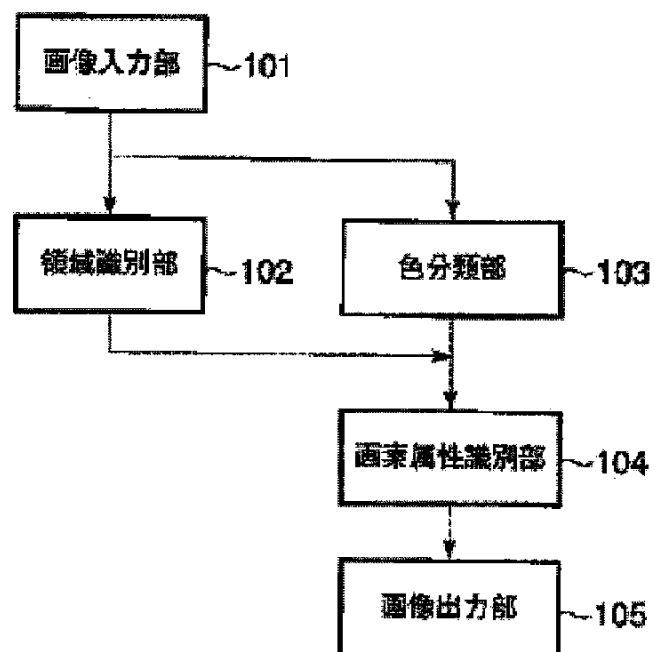 画像入力部 101
領域識別部 102
色分類部 103
画素属性識別部 104
画像出力部 105